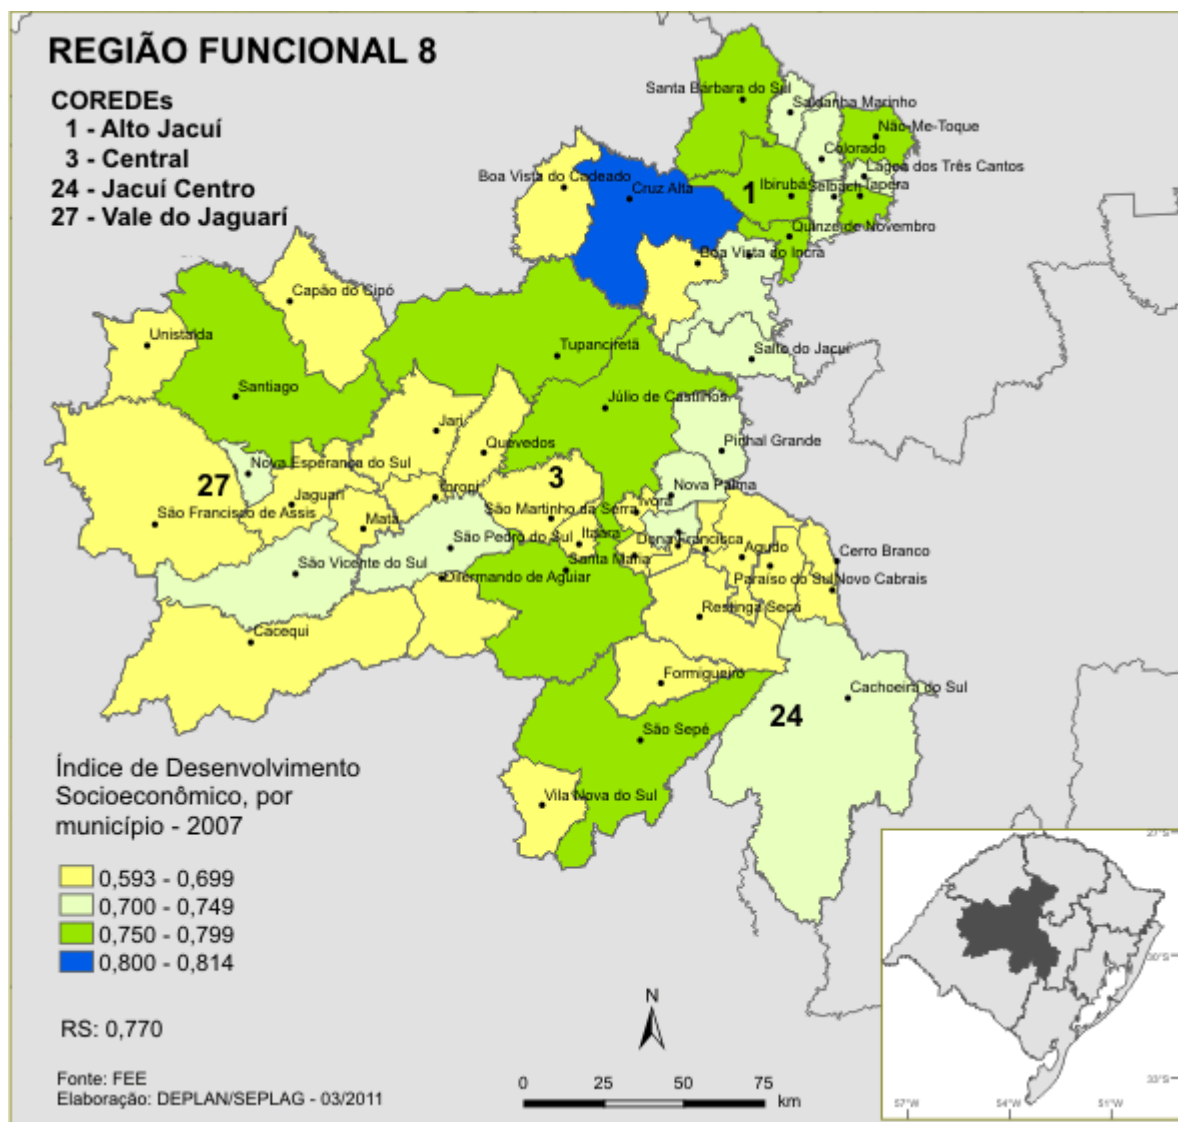 REGIÃO FUNCIONAL 8
COREDEs
1 - Alto Jacuí
3 - Central
24 - Jacuí Centro
27 - Vale do Jaguarí
Santa Bárbara do Sul
Saldanha Marinho
Não-Me-Toque
Colorado
Lagoa dos Três Cantos
Boa Vista do Cadeado
Cruz Alta
1
Ibirubá
Selbach
Tapera
Quinze de Novembro
Boa Vista do Incra
Capão do Cipó
Unistalda
Tupanciretã
Salto do Jacuí
Santiago
Júlio de Castilhos
Jari
Quevedos
Pinhal Grande
27
Nova Esperança do Sul
3
Nova Palma
Toropi
Jaguari
São Martinho da Serra
Ivorá
São Francisco de Assis
Mata
São Pedro do Sul
Itaara
Dona Francisca
Agudo
Cerro Branco
São Vicente do Sul
Santa Maria
Dilermando de Aguiar
Paraíso do Sul
Novo Cabrais
Restinga Seca
Cacequi
Formigueiro
Cachoeira do Sul
24
São Sepé
Vila Nova do Sul
Índice de Desenvolvimento
Socioeconômico, por
município - 2007
0,593 - 0,699
0,700 - 0,749
0,750 - 0,799
0,800 - 0,814
RS: 0,770
Fonte: FEE
Elaboração: DEPLAN/SEPLAG - 03/2011
N
0 25 50 75
km
27°S
30°S
33°S
57°W 54°W 51°W